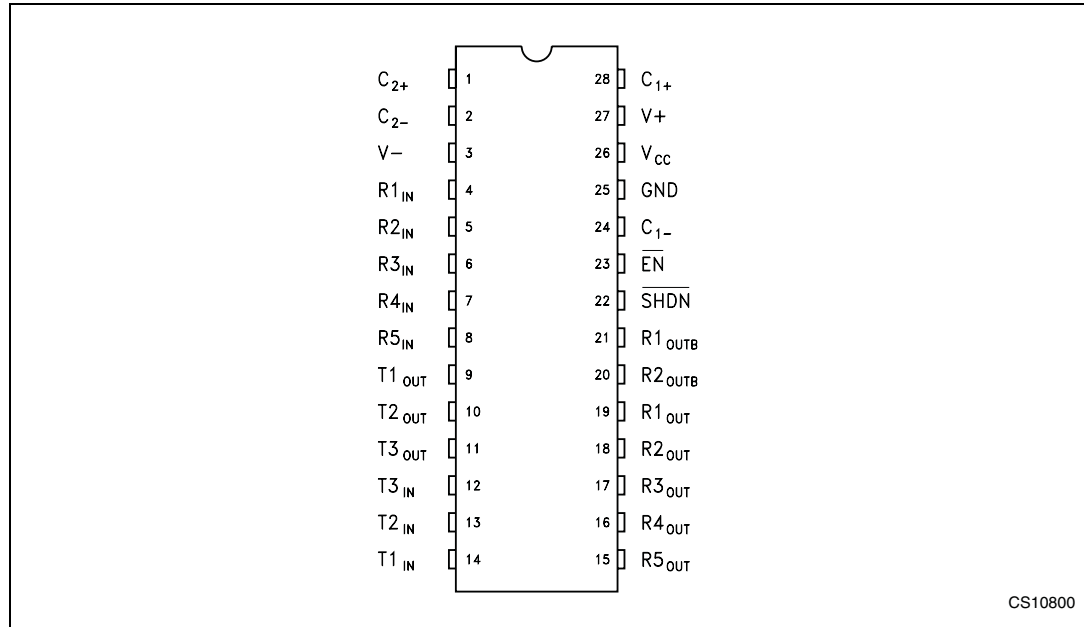 C2+ 1 28 C1+
C2- 2 27 V+
V- 3 26 VCC
R1IN 4 25 GND
R2IN 5 24 C1-
R3IN 6 23 E̅N̅
R4IN 7 22 S̅H̅D̅N̅
R5IN 8 21 R1OUTB
T1OUT 9 20 R2OUTB
T2OUT 10 19 R1OUT
T3OUT 11 18 R2OUT
T3IN 12 17 R3OUT
T2IN 13 16 R4OUT
T1IN 14 15 R5OUT
CS10800